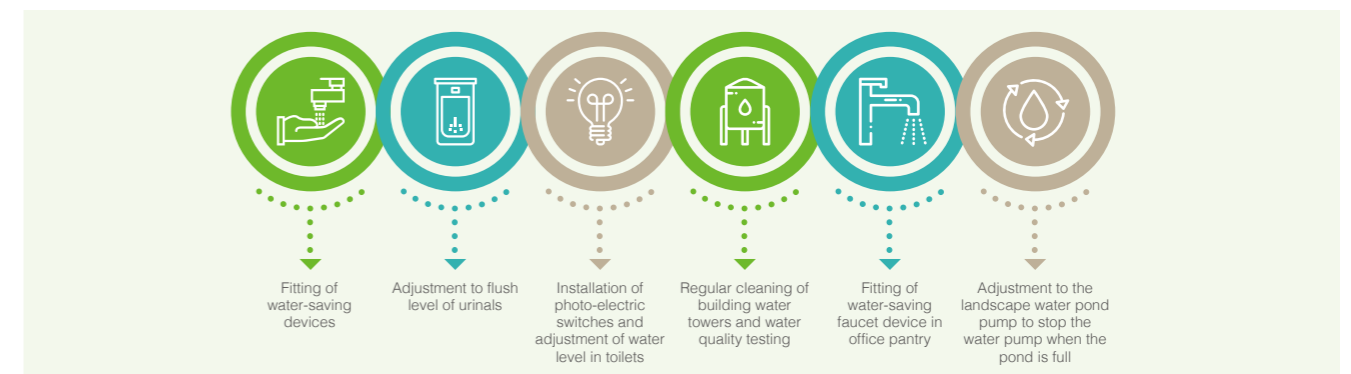 Fitting of
water-saving
devices
Adjustment to flush
level of urinals
Installation of
photo-electric
switches and
adjustment of water
level in toilets
Regular cleaning of
building water
towers and water
quality testing
Fitting of
water-saving
faucet device in
office pantry
Adjustment to the
landscape water pond
pump to stop the
water pump when the
pond is full